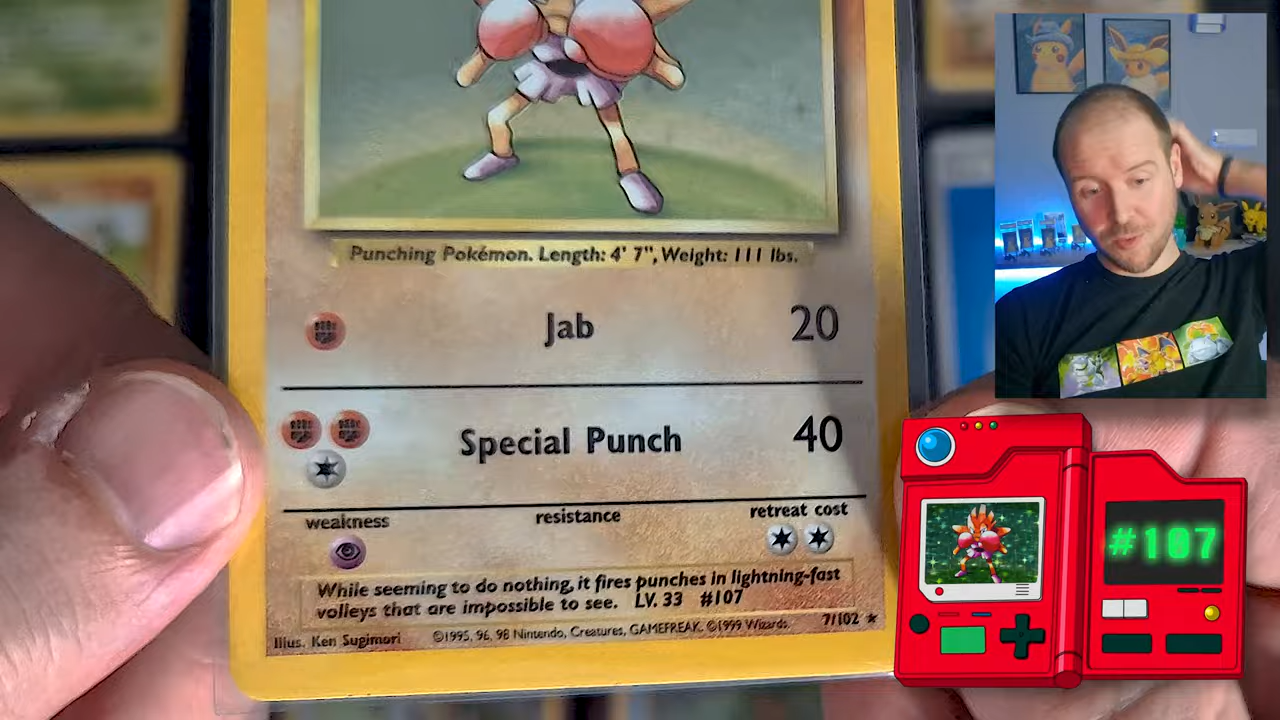 Punching Pokémon. Length: 4' 7", Weight: 111 lbs.
Jab 20
Special Punch 40
weakness resistance retreat cost
While seeming to do nothing, it fires punches in lightning-fast
volleys that are impossible to see. LV. 33 #107
Illus. Ken Sugimori ©1995, 96, 98 Nintendo, Creatures, GAMEFREAK. ©1999 Wizards. 7/102 ★
#107